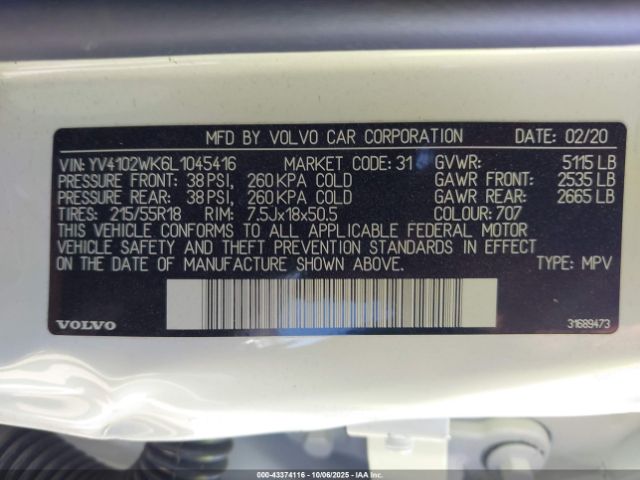 MFD BY VOLVO CAR CORPORATION DATE: 02/20
VIN: YV4102WK6L1045416 MARKET CODE: 31 GVWR: 5115 LB
PRESSURE FRONT: 38 PSI, 260 KPA COLD GAWR FRONT: 2535 LB
PRESSURE REAR: 38 PSI, 260 KPA COLD GAWR REAR: 2665 LB
TIRES: 215/55R18 RIM: 7.5Jx18x50.5 COLOUR: 707
THIS VEHICLE CONFORMS TO ALL APPLICABLE FEDERAL MOTOR
VEHICLE SAFETY AND THEFT PREVENTION STANDARDS IN EFFECT
ON THE DATE OF MANUFACTURE SHOWN ABOVE. TYPE: MPV
VOLVO 31689473
00-43374116 - 10/06/2025 - IAAI.com